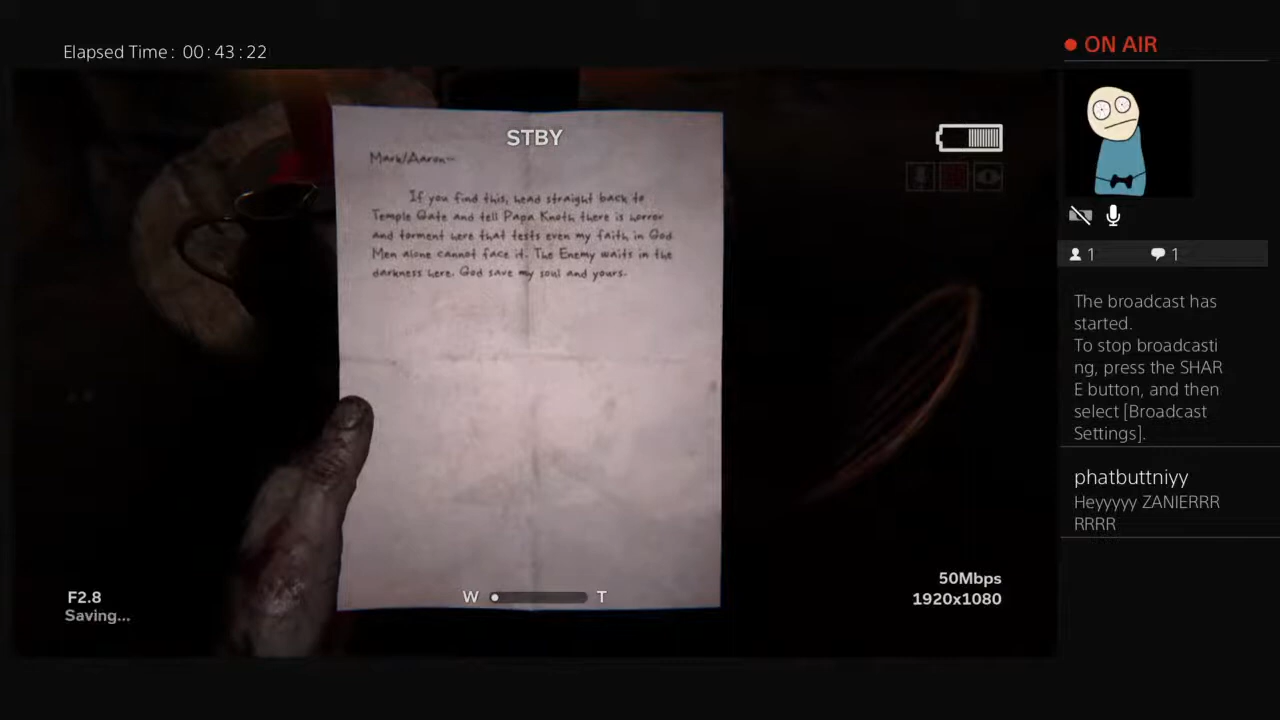 Elapsed Time: 00:43:22
ON AIR
STBY
Mark/Aaron—
If you find this, head straight back to
Temple Gate and tell Papa Knoth there is horror
and torment here that tests even my faith in God
Men alone cannot face it. The Enemy waits in the
darkness here. God save my soul and yours.
1
1
The broadcast has
started.
To stop broadcasti
ng, press the SHAR
E button, and then
select [Broadcast
Settings].
phatbuttniyy
Heyyyyy ZANIERRR
RRRR
F2.8
Saving...
W T
50Mbps
1920x1080